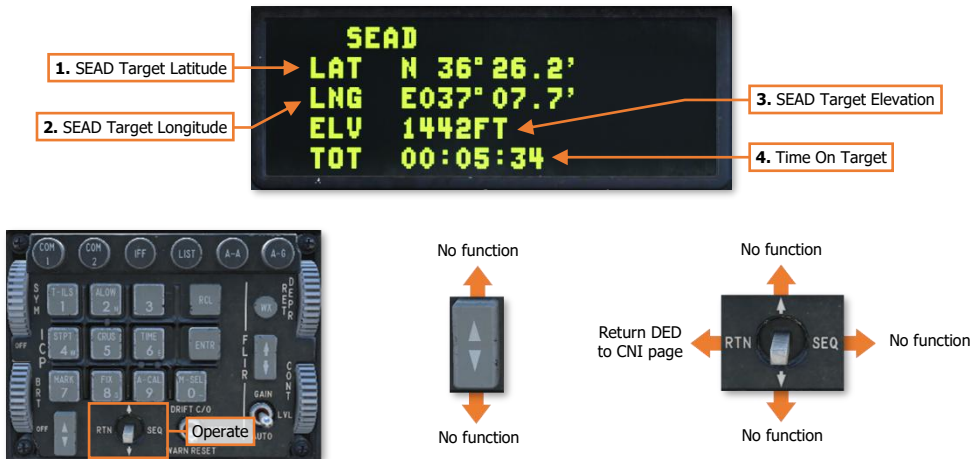 SEAD
1. SEAD Target Latitude
LAT N 36° 26.2'
2. SEAD Target Longitude
LNG E037° 07.7'
3. SEAD Target Elevation
ELV 1442FT
4. Time On Target
TOT 00:05:34
COM 1
COM 2
IFF
LIST
A-A
A-G
SYM
RET
DEPR
T-ILS 1
ALOW 2 N
3
RCL
WX
OFF
ICP
STPT 4 W
CRUS 5
TIME 6 E
ENTR
FLIR
CONT
BRT
MARK 7
FIX 8 S
A-CAL 9
M-SEL 0 -
GAIN
LVL
AUTO
OFF
RTN
SEQ
DRIFT C/O
Operate
WARN RESET
No function
No function
No function
Return DED
to CNI page
RTN
SEQ
No function
No function